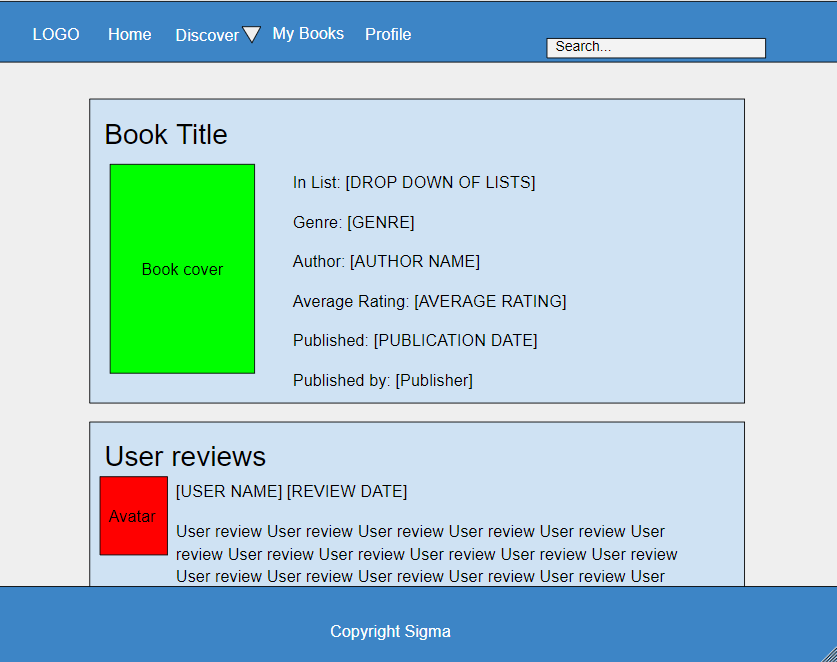 LOGO Home Discover My Books Profile
Search...
Book Title
Book cover
In List: [DROP DOWN OF LISTS]
Genre: [GENRE]
Author: [AUTHOR NAME]
Average Rating: [AVERAGE RATING]
Published: [PUBLICATION DATE]
Published by: [Publisher]
User reviews
Avatar
[USER NAME] [REVIEW DATE]
User review User review User review User review User review User
review User review User review User review User review User review
User review User review User review User review User review User
Copyright Sigma